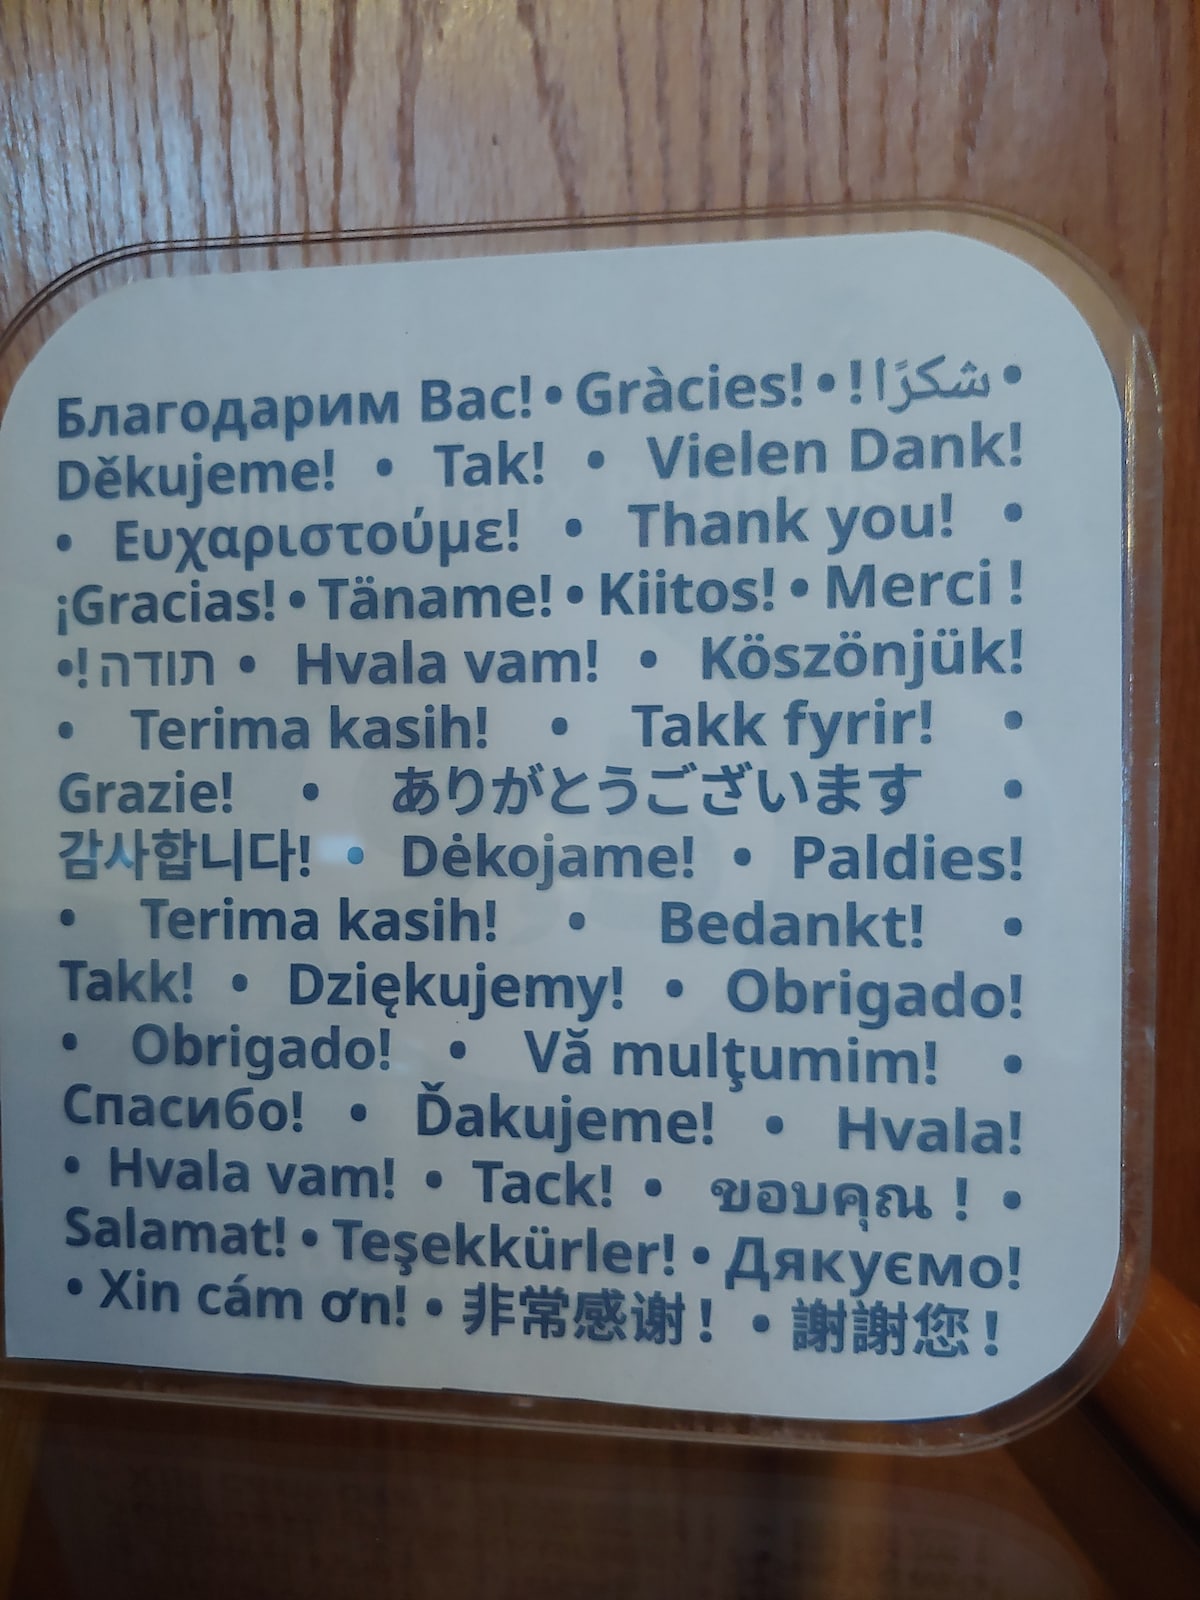 Благодарим Вас! • Gràcies! • !شكرًا •
Děkujeme! • Tak! • Vielen Dank!
• Ευχαριστούμε! • Thank you! •
¡Gracias! • Täname! • Kiitos! • Merci !
•!תודה • Hvala vam! • Köszönjük!
• Terima kasih! • Takk fyrir! •
Grazie! • ありがとうございます •
감사합니다! • Dėkojame! • Paldies!
• Terima kasih! • Bedankt! •
Takk! • Dziękujemy! • Obrigado!
• Obrigado! • Vă mulţumim! •
Спасибо! • Ďakujeme! • Hvala!
• Hvala vam! • Tack! • ขอบคุณ ! •
Salamat! • Teşekkürler! • Дякуємо!
• Xin cám ơn! • 非常感谢！ • 謝謝您！